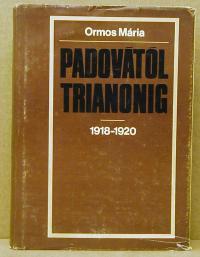 Ormos Mária
PADOVÁTÓL
TRIANONIG
1918-1920